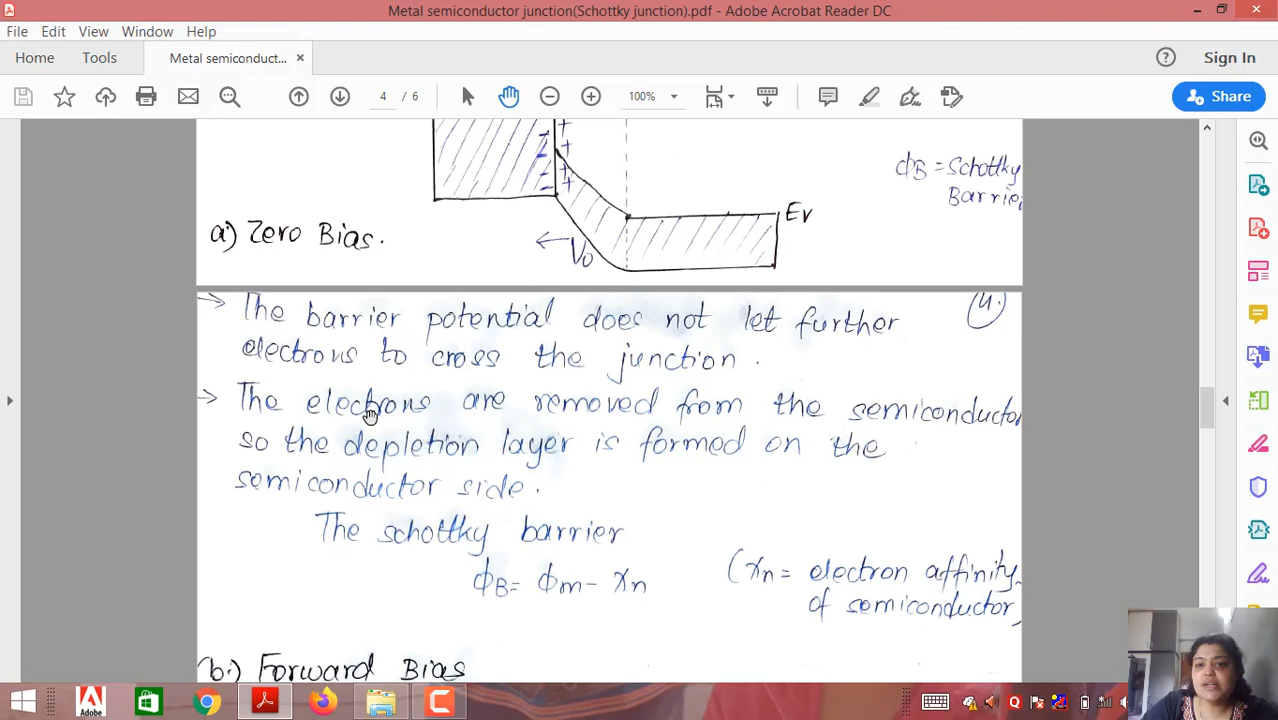 Metal semiconductor junction(Schottky junction).pdf - Adobe Acrobat Reader DC
File Edit View Window Help
Home Tools Metal semiconduct... × Sign In
4 / 6 100% Share
ΦB = Schottky
Barrie
Ev
a) Zero Bias.
← V0
→ The barrier potential does not let further (4.)
electrons to cross the junction.
→ The electrons are removed from the semiconductor
so the depletion layer is formed on the
semiconductor side.
The schottky barrier
ΦB = Φm - χn (χn = electron affinity
of semiconductor)
(b.) Forward Bias
Adobe